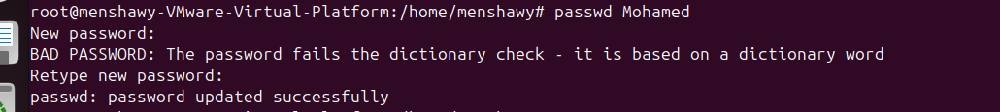 root@menshawy-VMware-Virtual-Platform:/home/menshawy# passwd Mohamed
New password:
BAD PASSWORD: The password fails the dictionary check - it is based on a dictionary word
Retype new password:
passwd: password updated successfully